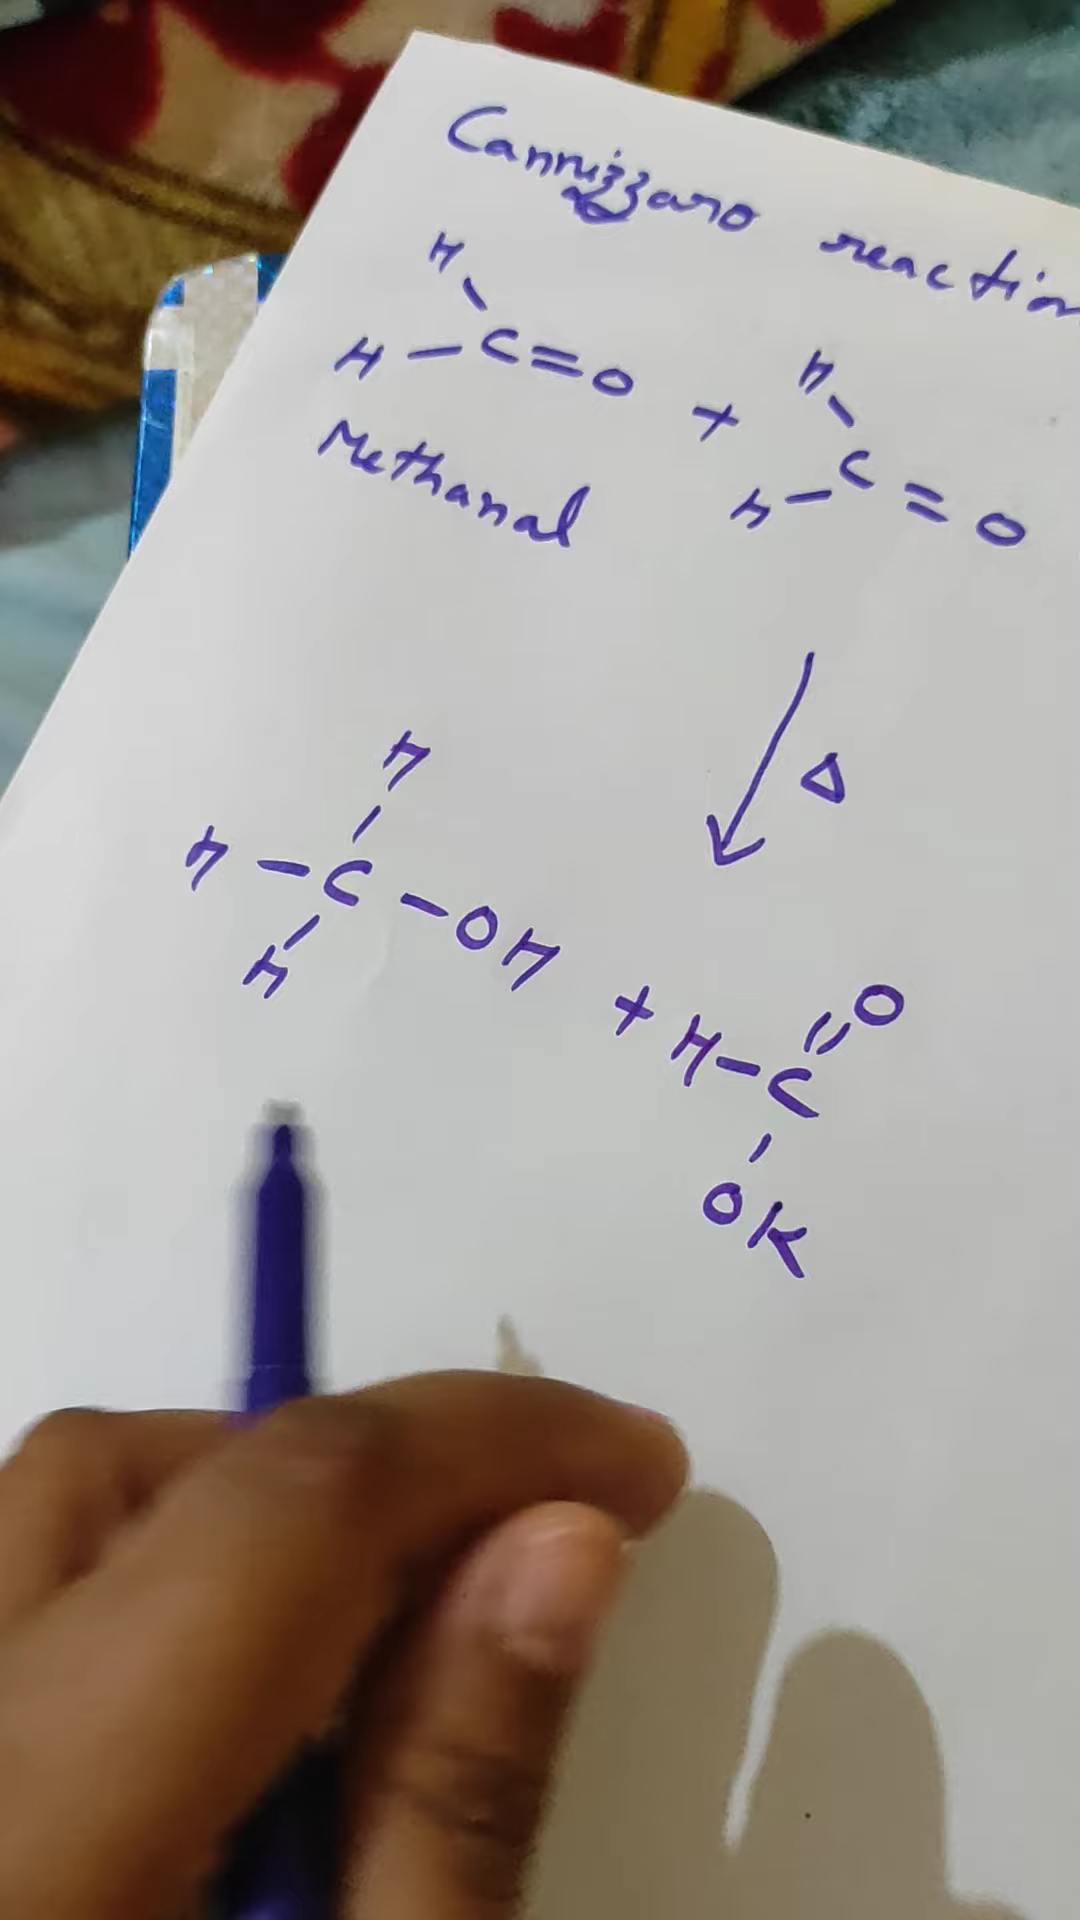 Cannizzaro reaction
H
H
H — C = O + C = O
H —
Methanal
Δ
H
H — C — OH
H
+ H — C = O
OK